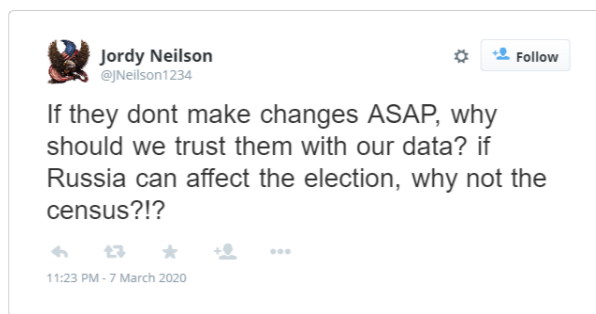 Jordy Neilson
@JNeilson1234
Follow
If they dont make changes ASAP, why
should we trust them with our data? if
Russia can affect the election, why not the
census?!?
11:23 PM - 7 March 2020